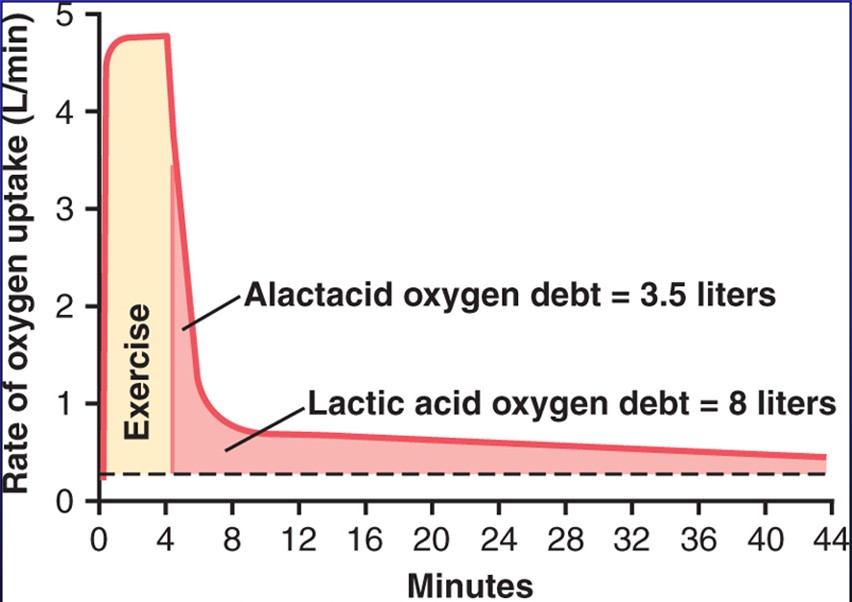 Rate of oxygen uptake (L/min)
5
4
3
2
1
0
Exercise
Alactacid oxygen debt = 3.5 liters
Lactic acid oxygen debt = 8 liters
0 4 8 12 16 20 24 28 32 36 40 44
Minutes